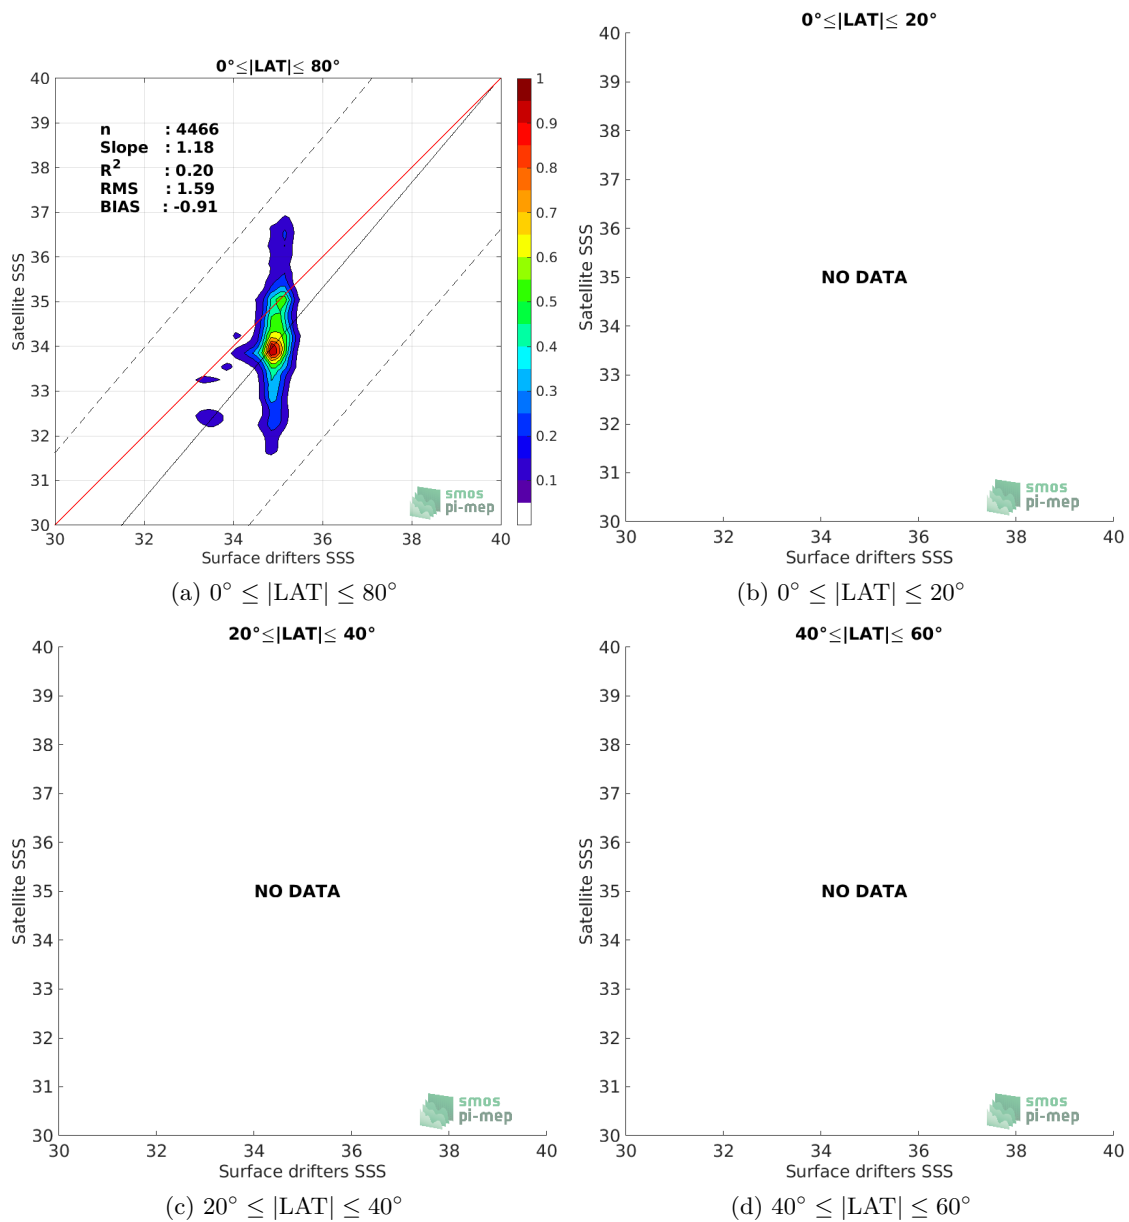 0°≤|LAT|≤ 80°
40
39
38
37
36
35
34
33
32
31
30
Satellite SSS
n : 4466
Slope : 1.18
R2 : 0.20
RMS : 1.59
BIAS : -0.91
smos
pi-mep
30 32 34 36 38 40
Surface drifters SSS
1
0.9
0.8
0.7
0.6
0.5
0.4
0.3
0.2
0.1
(a) 0° ≤ |LAT| ≤ 80°
0°≤|LAT|≤ 20°
40
39
38
37
36
35
34
33
32
31
30
Satellite SSS
NO DATA
smos
pi-mep
30 32 34 36 38 40
Surface drifters SSS
(b) 0° ≤ |LAT| ≤ 20°
20°≤|LAT|≤ 40°
40
39
38
37
36
35
34
33
32
31
30
Satellite SSS
NO DATA
smos
pi-mep
30 32 34 36 38 40
Surface drifters SSS
(c) 20° ≤ |LAT| ≤ 40°
40°≤|LAT|≤ 60°
40
39
38
37
36
35
34
33
32
31
30
Satellite SSS
NO DATA
smos
pi-mep
30 32 34 36 38 40
Surface drifters SSS
(d) 40° ≤ |LAT| ≤ 60°